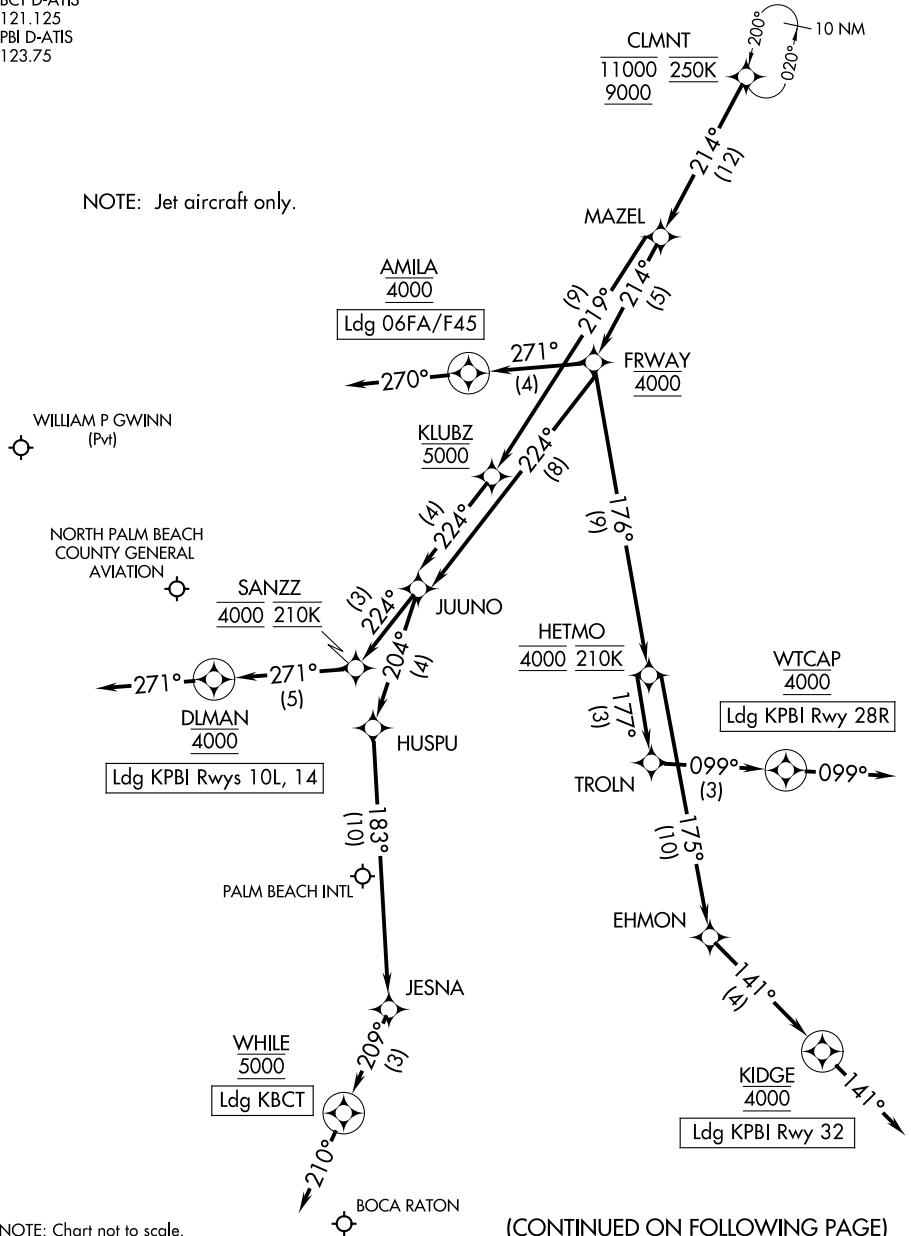 BCT D-ATIS
121.125
PBI D-ATIS
123.75
200°
10 NM
020°
CLMNT
11000 250K
9000
214°
(12)
NOTE: Jet aircraft only.
MAZEL
AMILA
4000
Ldg 06FA/F45
(9)
219°
214°
(5)
271°
(4)
270°
FRWAY
4000
WILLIAM P GWINN
(Pvt)
KLUBZ
5000
224°
(8)
(4)
224°
176°
(9)
NORTH PALM BEACH
COUNTY GENERAL
AVIATION
SANZZ
4000 210K
(3)
224°
JUUNO
204°
(4)
HETMO
4000 210K
WTCAP
4000
Ldg KPBI Rwy 28R
271°
271°
(5)
DLMAN
4000
Ldg KPBI Rwys 10L, 14
HUSPU
177°
(3)
TROLN
099°
(3)
099°
183°
(10)
175°
(10)
PALM BEACH INTL
EHMON
141°
(4)
JESNA
209°
(3)
WHILE
5000
Ldg KBCT
KIDGE
4000
Ldg KPBI Rwy 32
141°
210°
BOCA RATON
NOTE: Chart not to scale.
(CONTINUED ON FOLLOWING PAGE)